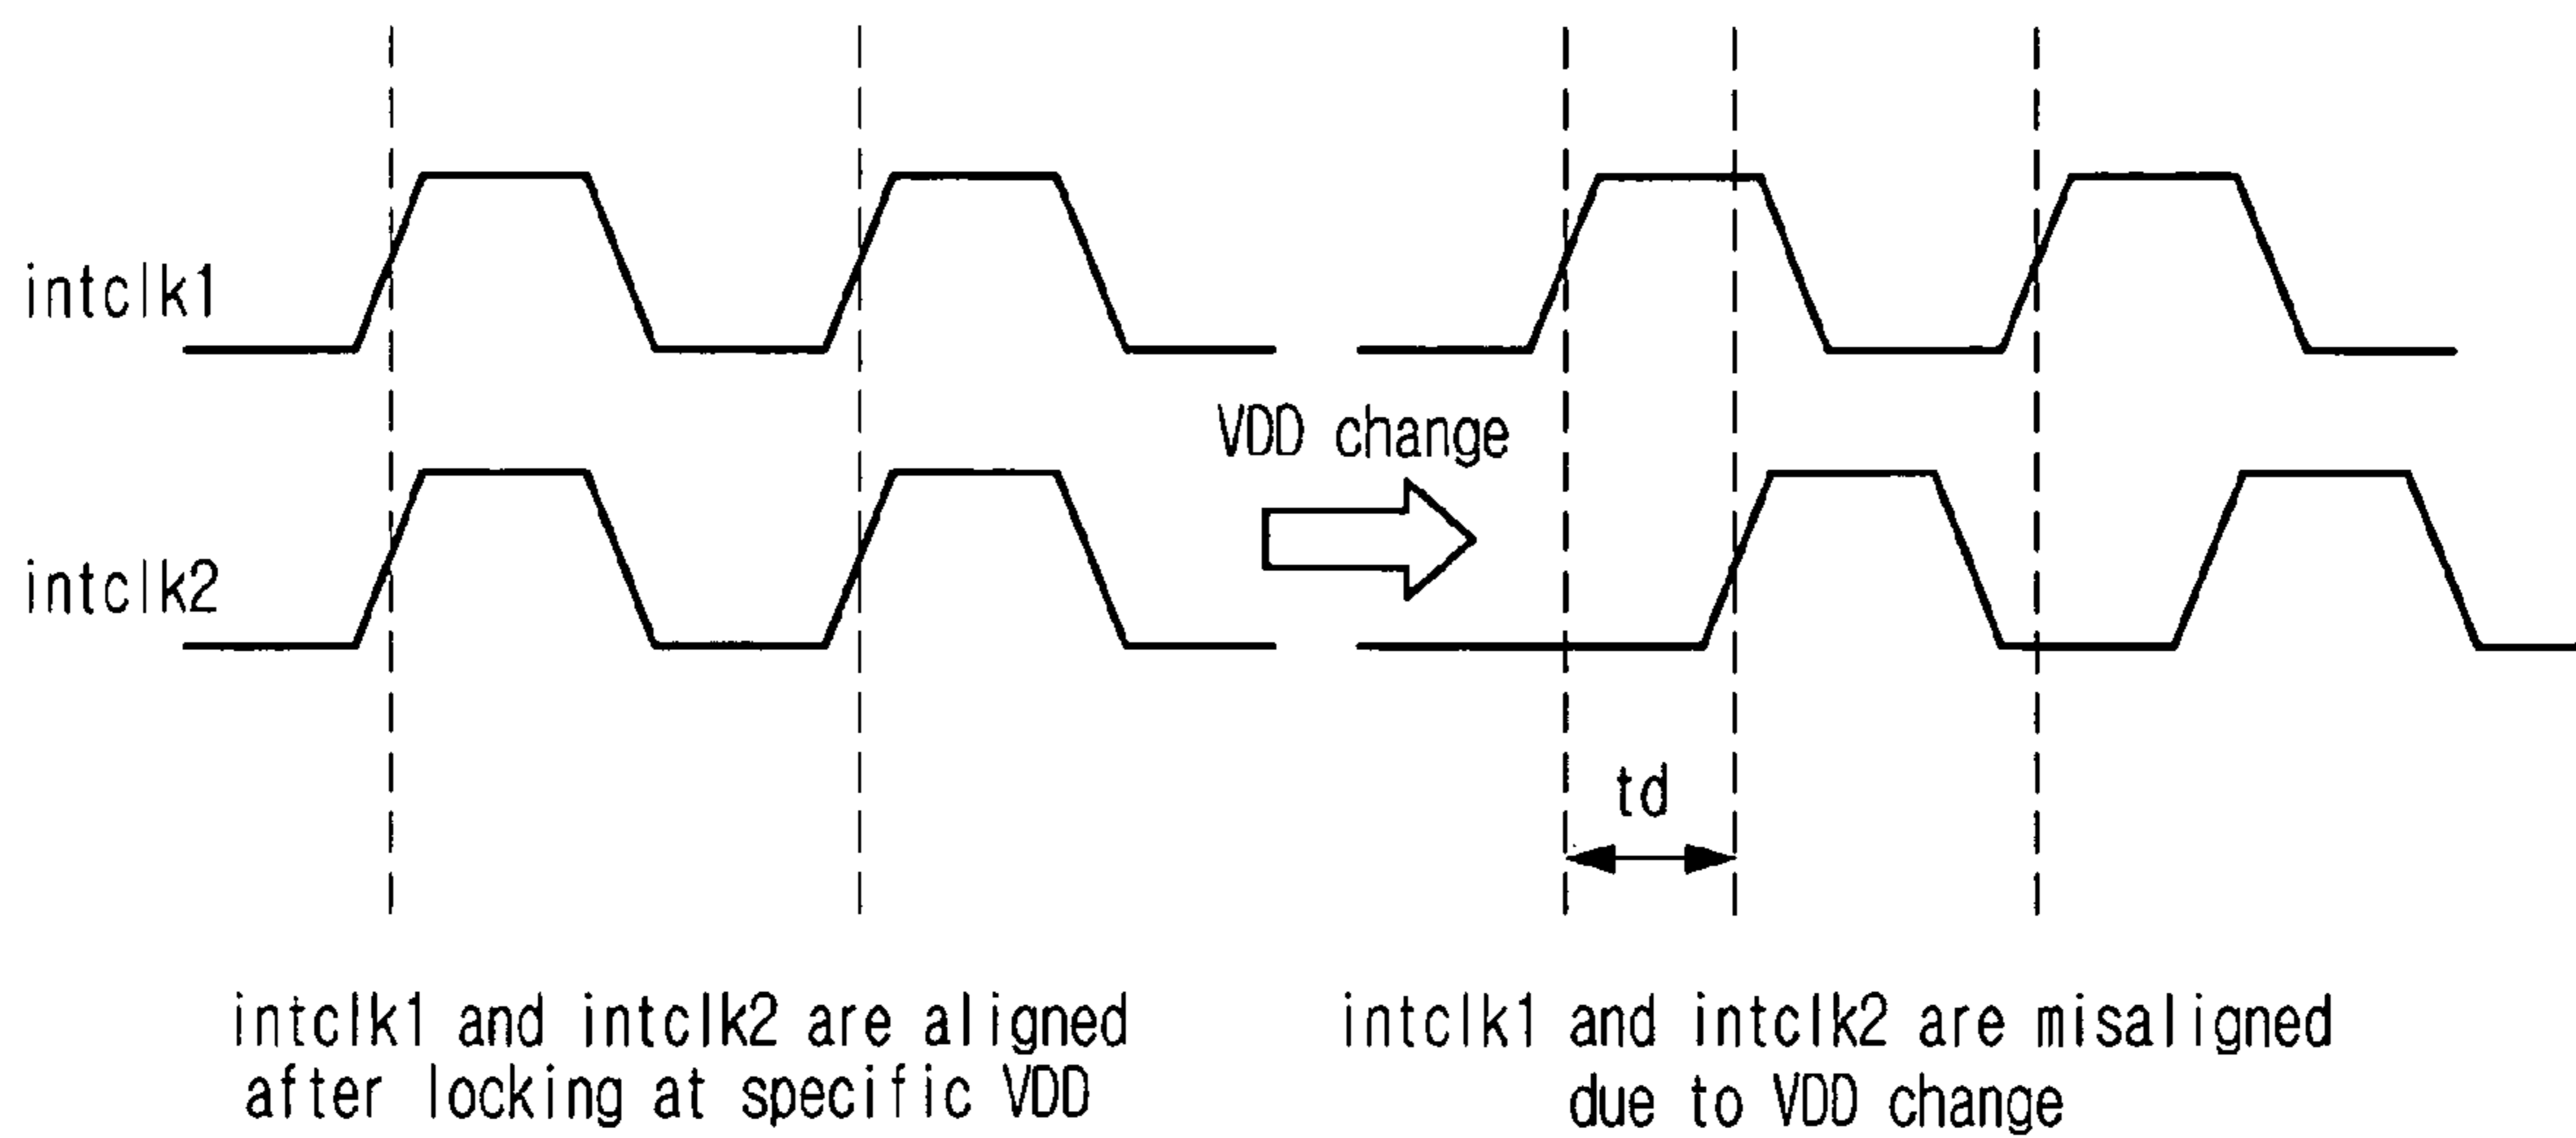 intclk1
VDD change
intclk2
td
intclk1 and intclk2 are aligned
after locking at specific VDD
intclk1 and intclk2 are misaligned
due to VDD change